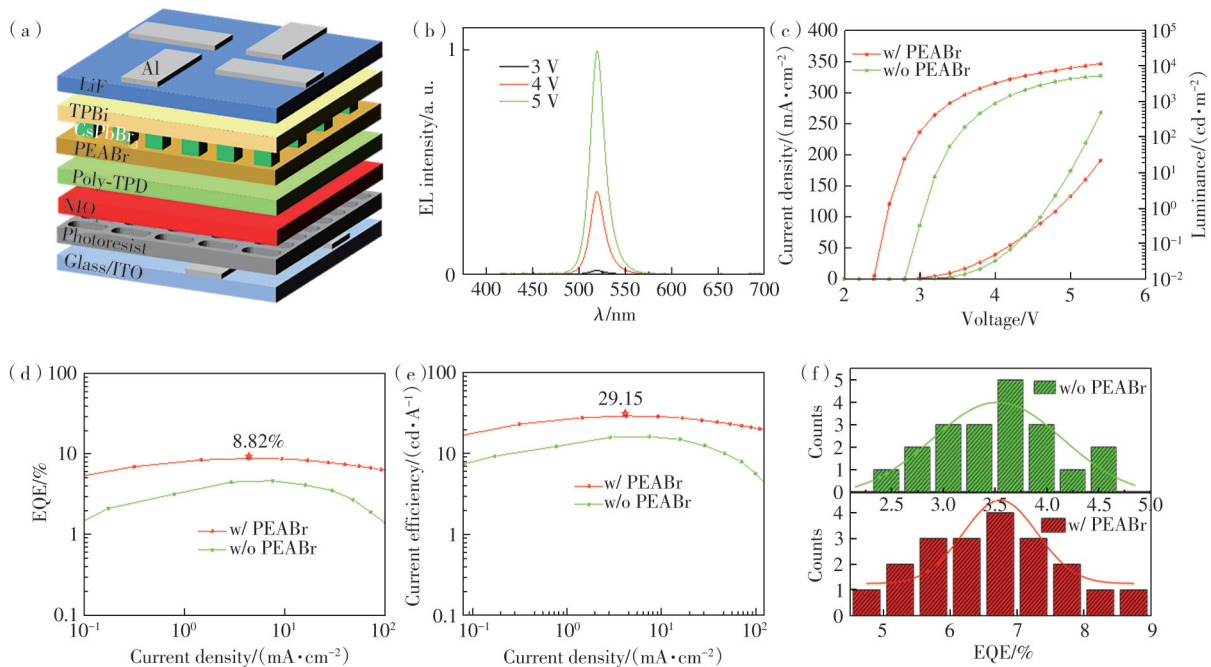 (a)
Al
LiF
TPBi
CsPbBr
PEABr
Poly-TPD
NiO
Photoresist
Glass/ITO
(b)
1
0
EL intensity/a. u.
3 V
4 V
5 V
400 450 500 550 600 650 700
λ/nm
(c)
400
350
300
250
200
150
100
50
0
Current density/(mA·cm⁻²)
w/ PEABr
w/o PEABr
10⁵
10⁴
10³
10²
10¹
10⁰
10⁻¹
10⁻²
Luminance/(cd·m⁻²)
2 3 4 5 6
Voltage/V
(d)
100
10
1
0.1
EQE/%
8.82%
w/ PEABr
w/o PEABr
10⁻¹ 10⁰ 10¹ 10²
Current density/(mA·cm⁻²)
(e)
100
10
1
0.1
Current efficiency/(cd·A⁻¹)
29.15
w/ PEABr
w/o PEABr
10⁻¹ 10⁰ 10¹ 10²
Current density/(mA·cm⁻²)
(f)
5
4
3
2
1
0
Counts
w/o PEABr
2.5 3.0 3.5 4.0 4.5 5.0
4
3
2
1
0
Counts
w/ PEABr
5 6 7 8 9
EQE/%